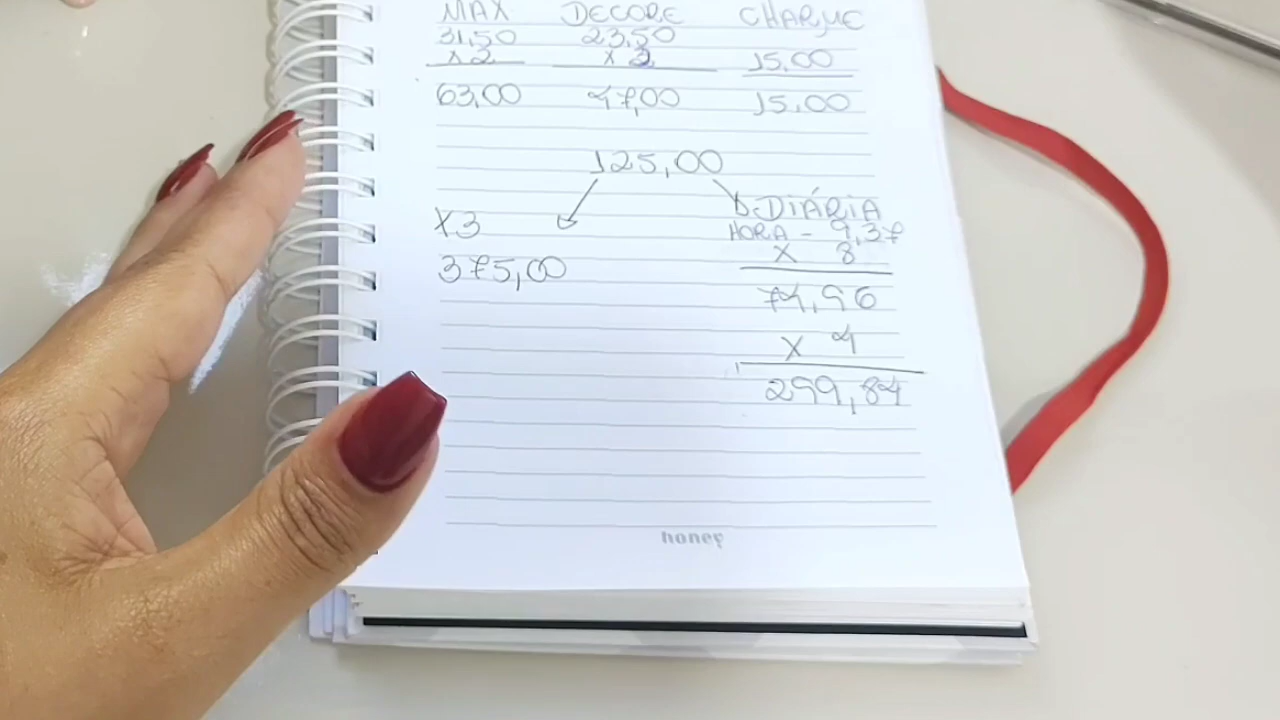 MAX DECORE CHARME
31,50 23,50
x2 x 2 15,00
63,00 47,00 15,00
125,00
DIÁRIA
X3 HORA - 9,37
X 8
375,00
74,96
X 4
299,84
honey